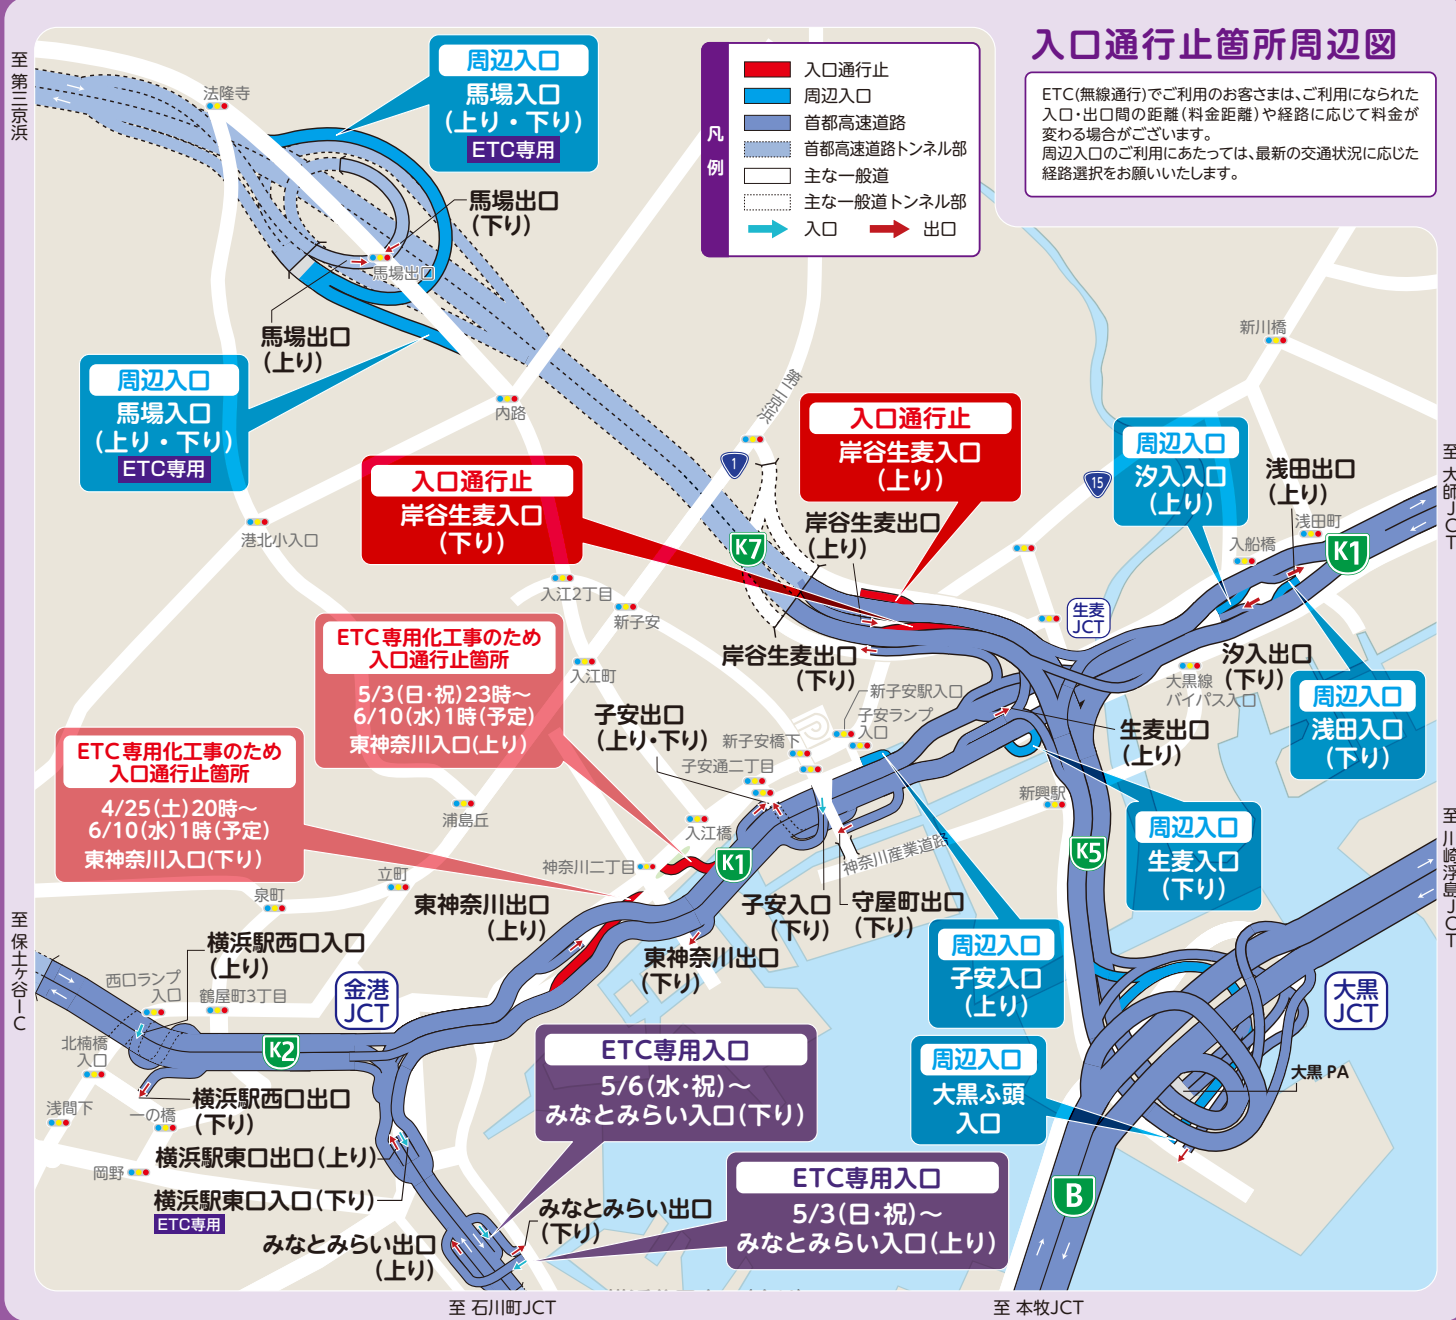 入口通行止箇所周辺図
ETC(無線通行)でご利用のお客さまは、ご利用になられた
入口・出口間の距離(料金距離)や経路に応じて料金が
変わる場合がございます。
周辺入口のご利用にあたっては、最新の交通状況に応じた
経路選択をお願いいたします。
凡例
入口通行止
周辺入口
首都高速道路
首都高速道路トンネル部
主な一般道
主な一般道トンネル部
入口
出口
至 第三京浜
法隆寺
周辺入口
馬場入口
(上り・下り)
ETC専用
馬場出口
(下り)
馬場出口
馬場出口
(上り)
周辺入口
馬場入口
(上り・下り)
ETC専用
内路
第二京浜
1
15
新川橋
入口通行止
岸谷生麦入口
(上り)
入口通行止
岸谷生麦入口
(下り)
岸谷生麦出口
(上り)
K7
周辺入口
汐入入口
(上り)
浅田出口
(上り)
浅田町
入船橋
K1
至 大師JCT
港北小入口
入江2丁目
新子安
生麦
JCT
ETC専用化工事のため
入口通行止箇所
5/3(日・祝)23時~
6/10(水)1時(予定)
東神奈川入口(上り)
入江町
岸谷生麦出口
(下り)
新子安駅入口
子安ランプ
入口
大黒線
バイパス入口
汐入出口
(下り)
周辺入口
浅田入口
(下り)
生麦出口
(上り)
子安出口
(上り・下り)
新子安橋下
子安通二丁目
ETC専用化工事のため
入口通行止箇所
4/25(土)20時~
6/10(水)1時(予定)
東神奈川入口(下り)
浦島丘
入江橋
新興駅
周辺入口
生麦入口
(下り)
K5
至 川崎浮島JCT
神奈川二丁目
K1
神奈川産業道路
立町
泉町
東神奈川出口
(上り)
子安入口
(下り)
守屋町出口
(下り)
東神奈川出口
(下り)
周辺入口
子安入口
(上り)
至 保土ヶ谷IC
横浜駅西口入口
(上り)
西口ランプ
入口
鶴屋町3丁目
金港
JCT
大黒
JCT
北楠橋
入口
K2
ETC専用入口
5/6(水・祝)~
みなとみらい入口(下り)
周辺入口
大黒ふ頭
入口
大黒 PA
横浜駅西口出口
(下り)
浅間下
一の橋
横浜駅東口出口(上り)
岡野
横浜駅東口入口(下り)
ETC専用
ETC専用入口
5/3(日・祝)~
みなとみらい入口(上り)
みなとみらい出口
(下り)
みなとみらい出口
(上り)
B
至 石川町JCT
至 本牧JCT